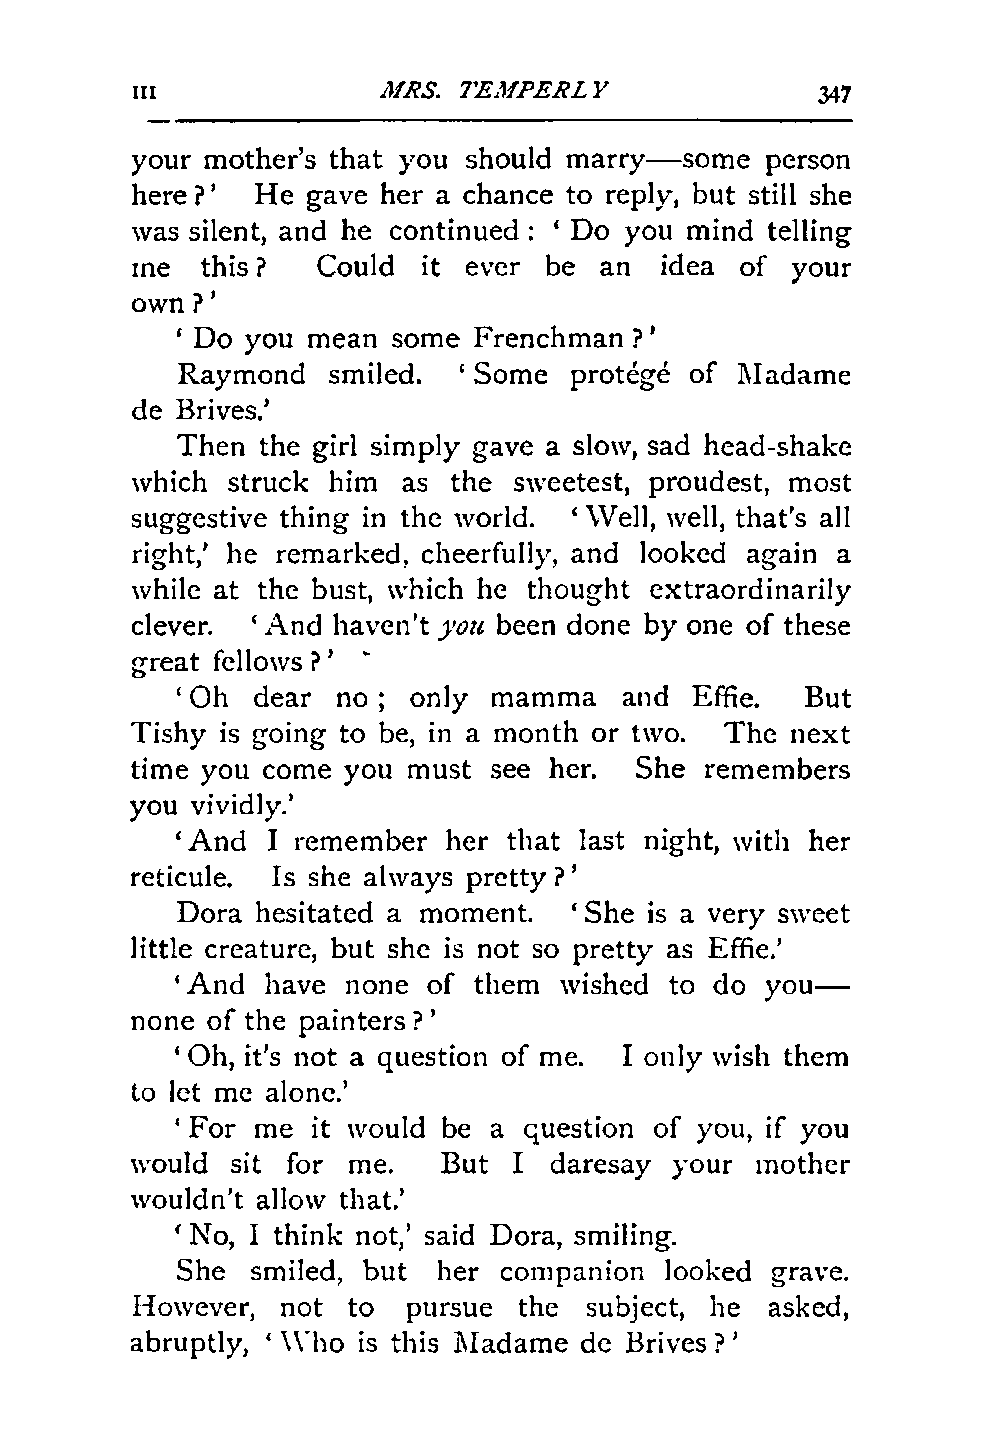 III MRS. TEMPERLY 347
your mother's that you should marry—some person
here?' He gave her a chance to reply, but still she
was silent, and he continued: 'Do you mind telling
me this? Could it ever be an idea of your
own?'
'Do you mean some Frenchman?'
Raymond smiled. 'Some protégé of Madame
de Brives.'
Then the girl simply gave a slow, sad head-shake
which struck him as the sweetest, proudest, most
suggestive thing in the world. 'Well, well, that's all
right,' he remarked, cheerfully, and looked again a
while at the bust, which he thought extraordinarily
clever. 'And haven't you been done by one of these
great fellows?'
'Oh dear no; only mamma and Effie. But
Tishy is going to be, in a month or two. The next
time you come you must see her. She remembers
you vividly.'
'And I remember her that last night, with her
reticule. Is she always pretty?'
Dora hesitated a moment. 'She is a very sweet
little creature, but she is not so pretty as Effie.'
'And have none of them wished to do you—
none of the painters?'
'Oh, it's not a question of me. I only wish them
to let me alone.'
'For me it would be a question of you, if you
would sit for me. But I daresay your mother
wouldn't allow that.'
'No, I think not,' said Dora, smiling.
She smiled, but her companion looked grave.
However, not to pursue the subject, he asked,
abruptly, 'Who is this Madame de Brives?'